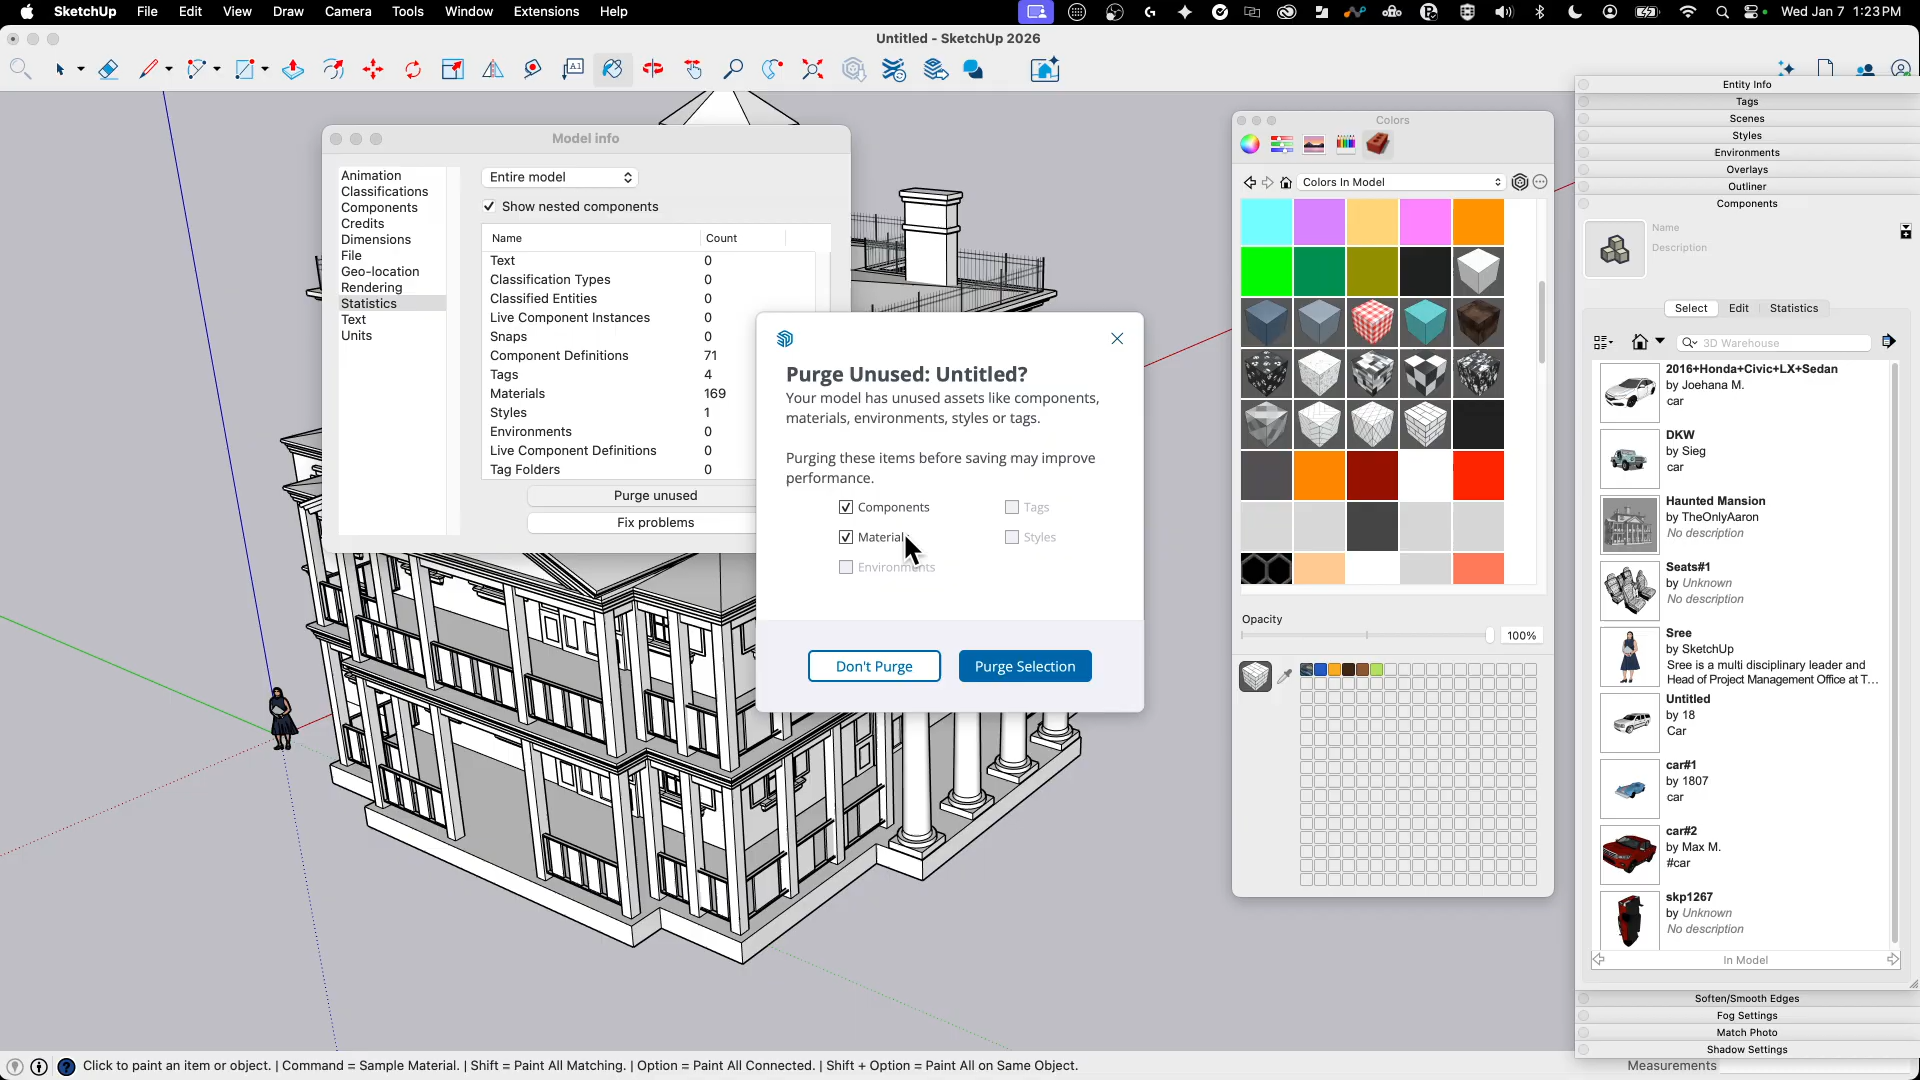 SketchUp File Edit View Draw Camera Tools Window Extensions Help
Wed Jan 7 1:23 PM
Untitled - SketchUp 2026
Model info
Animation
Classifications
Components
Credits
Dimensions
File
Geo-location
Rendering
Statistics
Text
Units
Entire model
Show nested components
Name Count
Text 0
Classification Types 0
Classified Entities 0
Live Component Instances 0
Snaps 0
Component Definitions 71
Tags 4
Materials 169
Styles 1
Environments 0
Live Component Definitions 0
Tag Folders 0
Purge unused
Fix problems
Purge Unused: Untitled?
Your model has unused assets like components,
materials, environments, styles or tags.
Purging these items before saving may improve
performance.
Components Tags
Material Styles
Environments
Don't Purge Purge Selection
Colors
Colors In Model
Opacity
100%
Entity Info
Tags
Scenes
Styles
Environments
Overlays
Outliner
Components
Name
Description
Select Edit Statistics
3D Warehouse
2016+Honda+Civic+LX+Sedan
by Joehana M.
car
DKW
by Sieg
car
Haunted Mansion
by TheOnlyAaron
No description
Seats#1
by Unknown
No description
Sree
by SketchUp
Sree is a multi disciplinary leader and
Head of Project Management Office at T...
Untitled
by 18
Car
car#1
by 1807
car
car#2
by Max M.
#car
skp1267
by Unknown
No description
In Model
Soften/Smooth Edges
Fog Settings
Match Photo
Shadow Settings
Click to paint an item or object. | Command = Sample Material. | Shift = Paint All Matching. | Option = Paint All Connected. | Shift + Option = Paint All on Same Object.
Measurements